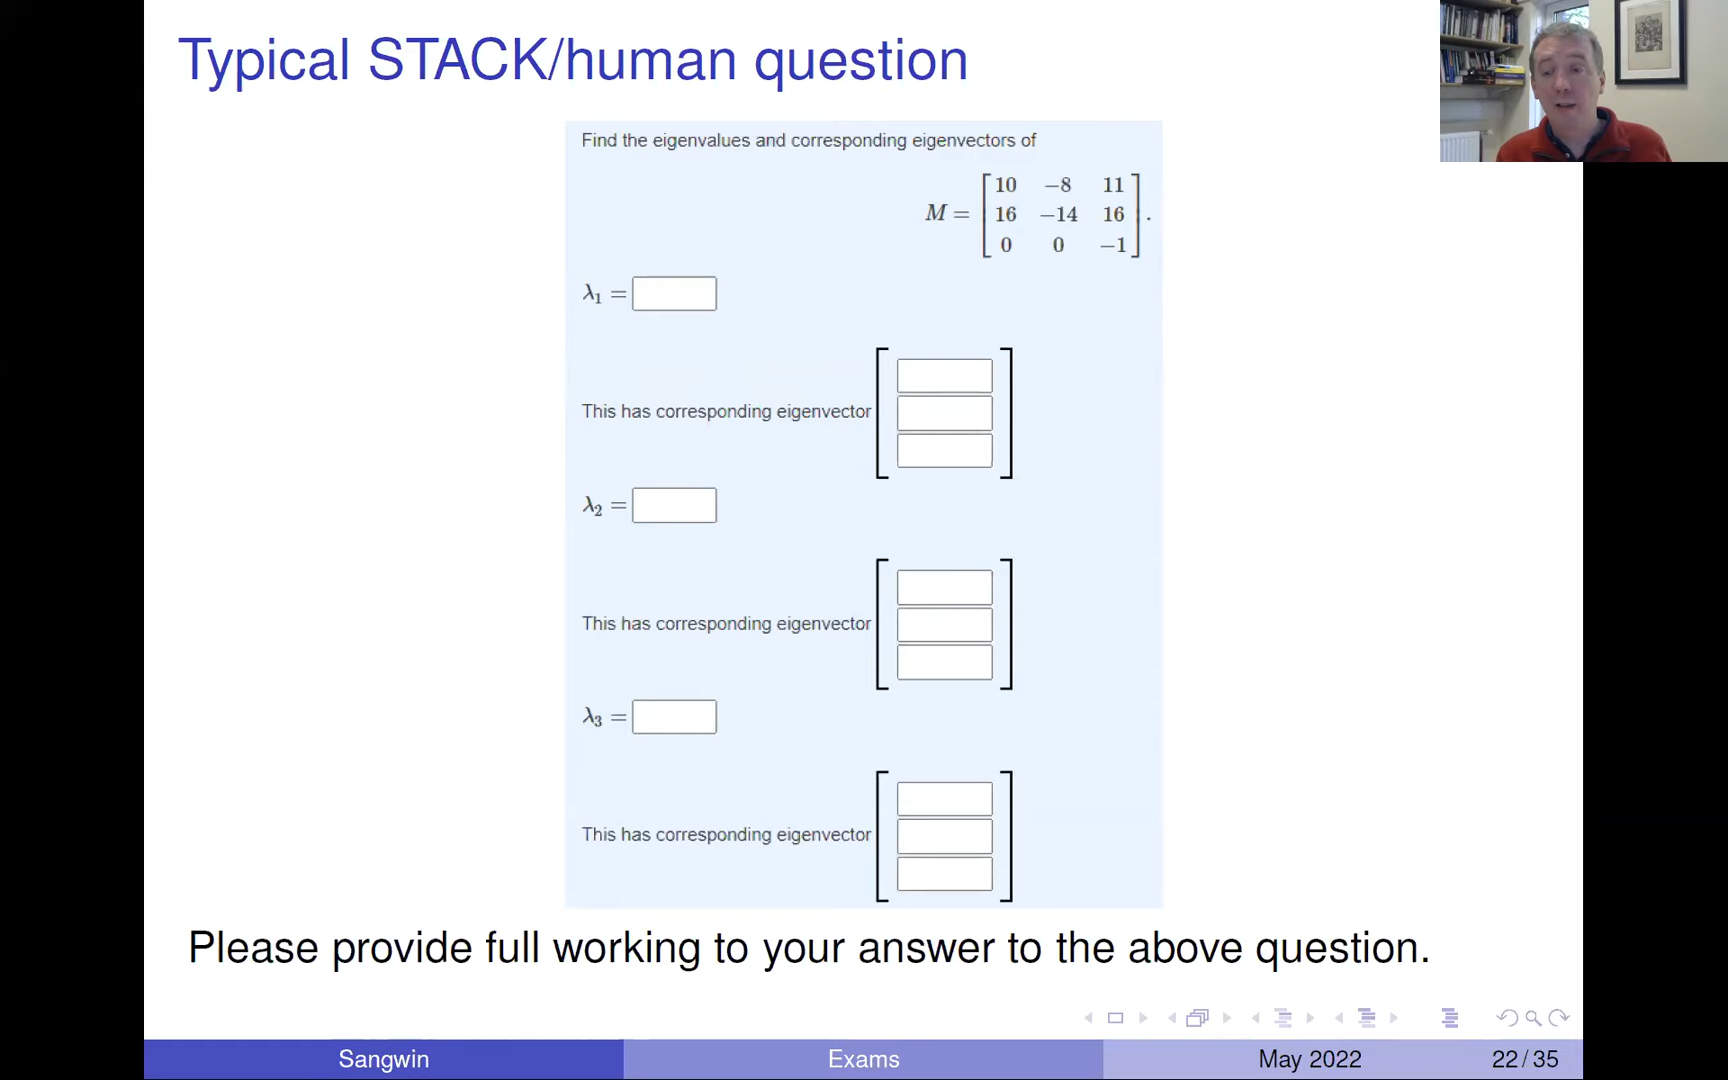 Typical STACK/human question
Find the eigenvalues and corresponding eigenvectors of
M = [10 −8 11
16 −14 16
0 0 −1].
λ₁ =
This has corresponding eigenvector
λ₂ =
This has corresponding eigenvector
λ₃ =
This has corresponding eigenvector
Please provide full working to your answer to the above question.
Sangwin Exams May 2022 22/35